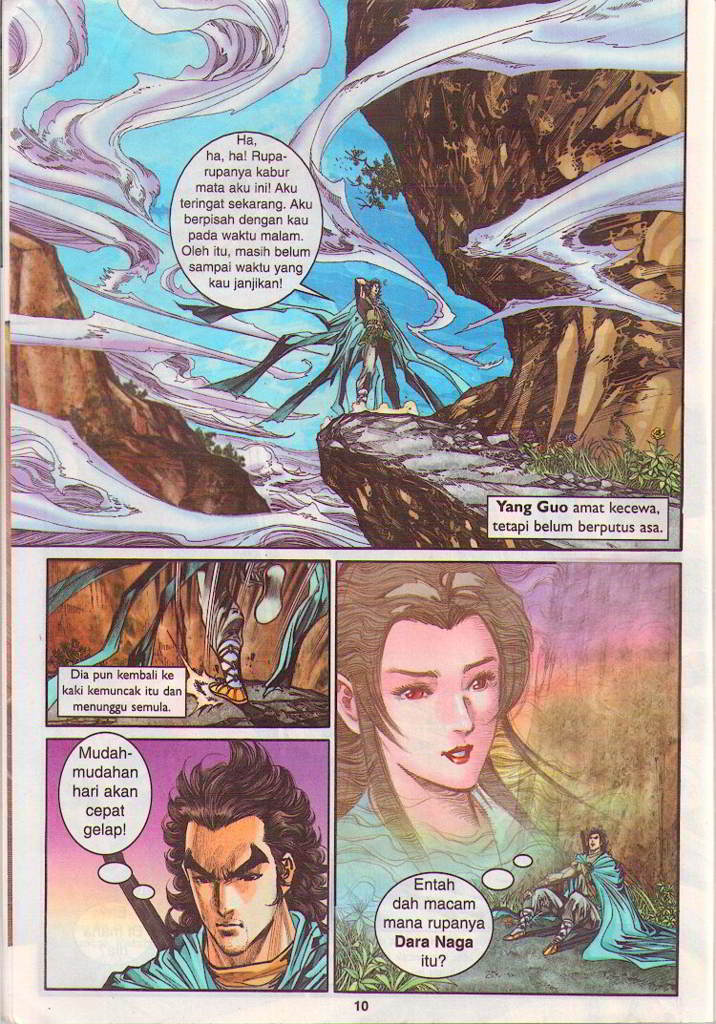 Ha,
ha, ha! Rupa-
rupanya kabur
mata aku ini! Aku
teringat sekarang. Aku
berpisah dengan kau
pada waktu malam.
Oleh itu, masih belum
sampai waktu yang
kau janjikan!
Yang Guo amat kecewa,
tetapi belum berputus asa.
Dia pun kembali ke
kaki kemuncak itu dan
menunggu semula.
Mudah-
mudahan
hari akan
cepat
gelap!
Entah
dah macam
mana rupanya
Dara Naga
itu?
10